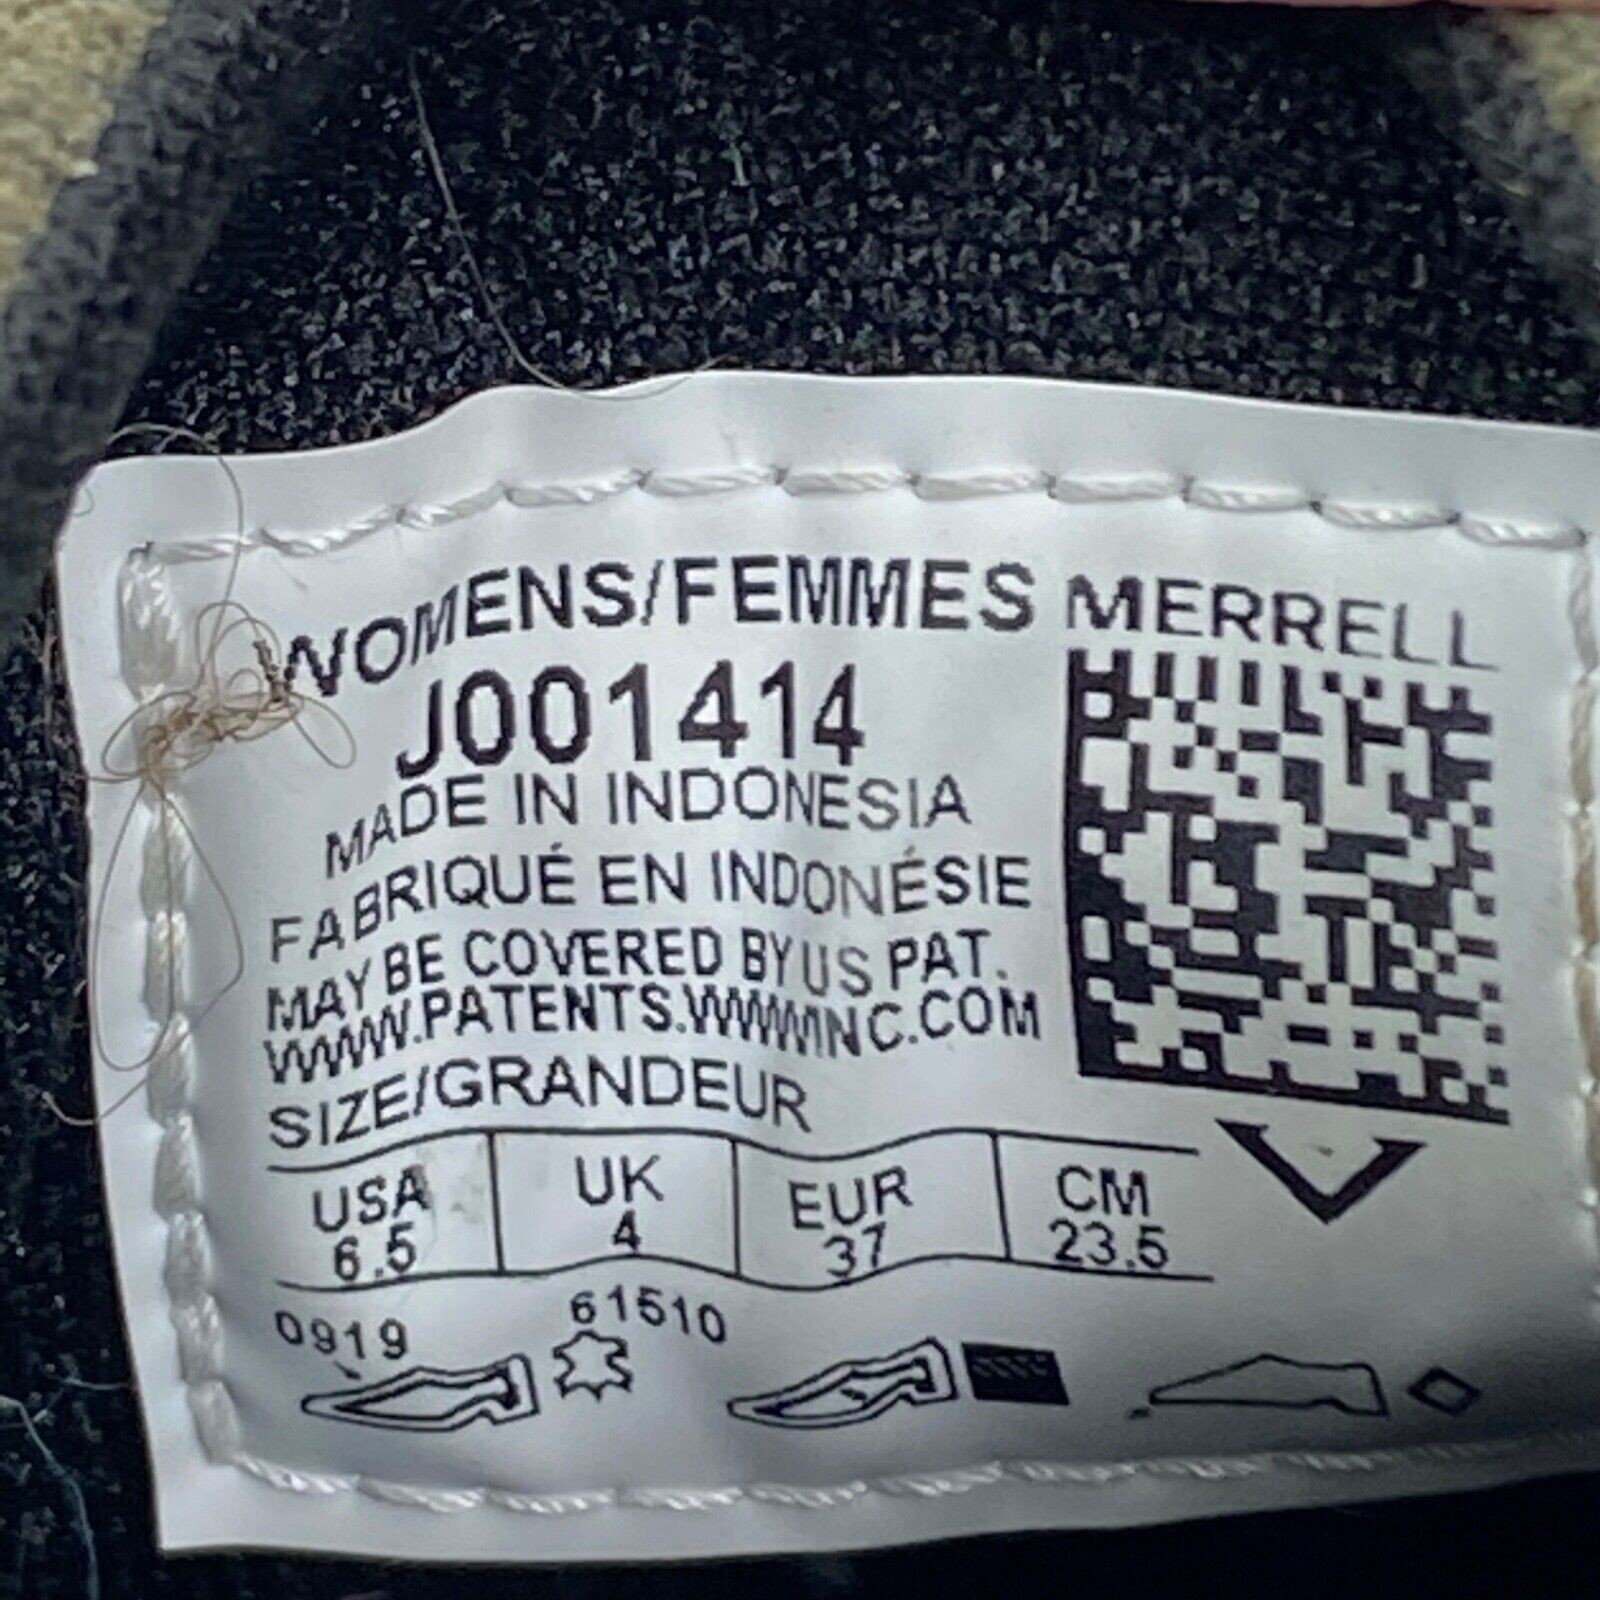 WOMENS/FEMMES MERRELL
J001414
MADE IN INDONESIA
FABRIQUÉ EN INDONÉSIE
MAY BE COVERED BY US PAT.
WWW.PATENTS.WWWINC.COM
SIZE/GRANDEUR
USA UK EUR CM
6.5 4 37 23.5
0919 61510